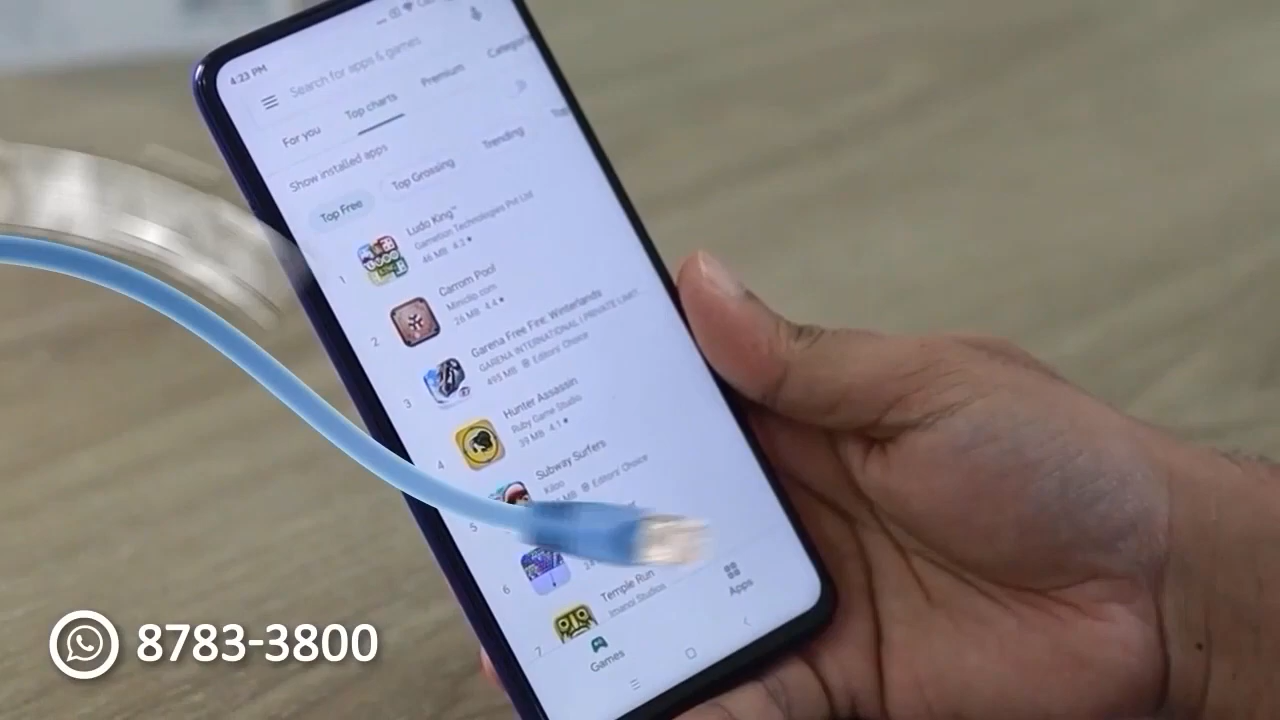 4:23 PM
Search for apps & games
For you
Top charts
Premium
Categori
Show installed apps
Top Free
Top Grossing
Trending
1
Ludo King™
Gametion Technologies Pvt Ltd
46 MB 4.2★
2
Carrom Pool
Miniclip.com
26 MB 4.4★
3
Garena Free Fire: Winterlands
GARENA INTERNATIONAL I PRIVATE LIMIT
495 MB Editors' Choice
4
Hunter Assassin
Ruby Game Studio
39 MB 4.1★
5
Subway Surfers
Kiloo
MB Editors' Choice
6
7
Temple Run
Imangi Studios
Games
Apps
8783-3800